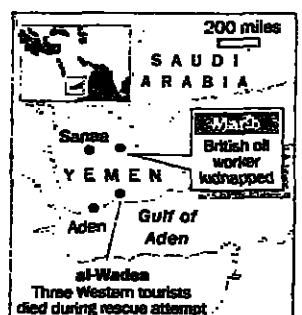 200 miles
SAUDI
ARABIA
March
British oil
worker
kidnapped
Sanaa
YEMEN
Gulf of
Aden
Aden
al-Wadea
Three Western tourists
died during rescue attempt